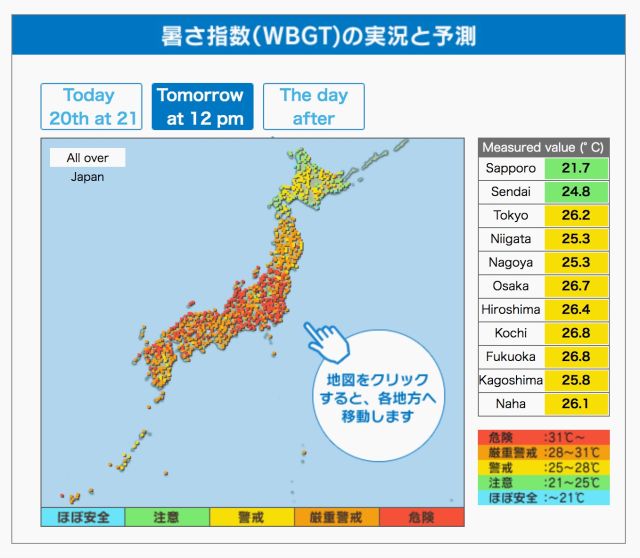 暑さ指数(WBGT)の実況と予測
Today
20th at 21
Tomorrow
at 12 pm
The day
after
All over
Japan
地図をクリック
すると、各地方へ
移動します
ほぼ安全 注意 警戒 厳重警戒 危険
Measured value (° C)
Sapporo 21.7
Sendai 24.8
Tokyo 26.2
Niigata 25.3
Nagoya 25.3
Osaka 26.7
Hiroshima 26.4
Kochi 26.8
Fukuoka 26.8
Kagoshima 25.8
Naha 26.1
危険 :31℃~
厳重警戒 :28~31℃
警戒 :25~28℃
注意 :21~25℃
ほぼ安全 :~21℃